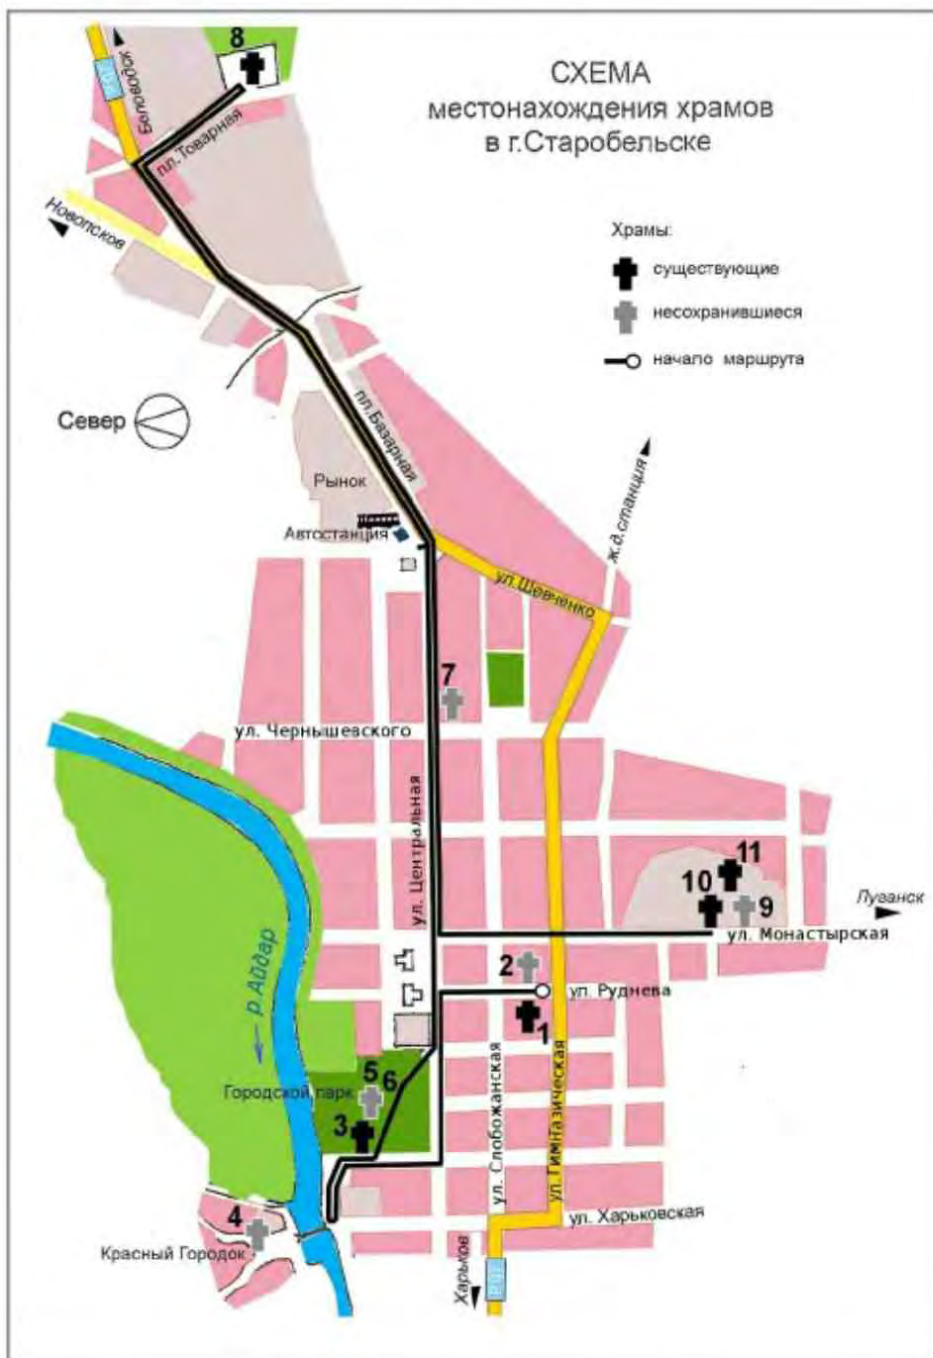 СХЕМА
местонахождения храмов
в г.Старобельске
Храмы:
существующие
несохранившиеся
начало маршрута
8
Беловодск
пл.Товарная
Новопсков
Север
пл.Базарная
Рынок
Автостанция
ж.д.станция
ул.Шевченко
7
ул. Чернышевского
ул. Центральная
11
10
9
Луганск
ул. Монастырская
2
ул. Руднева
1
р.Айдар
5
6
Городской парк
3
ул. Слобожанская
ул.Гимназическая
4
ул. Харьковская
Красный Городок
Харьков